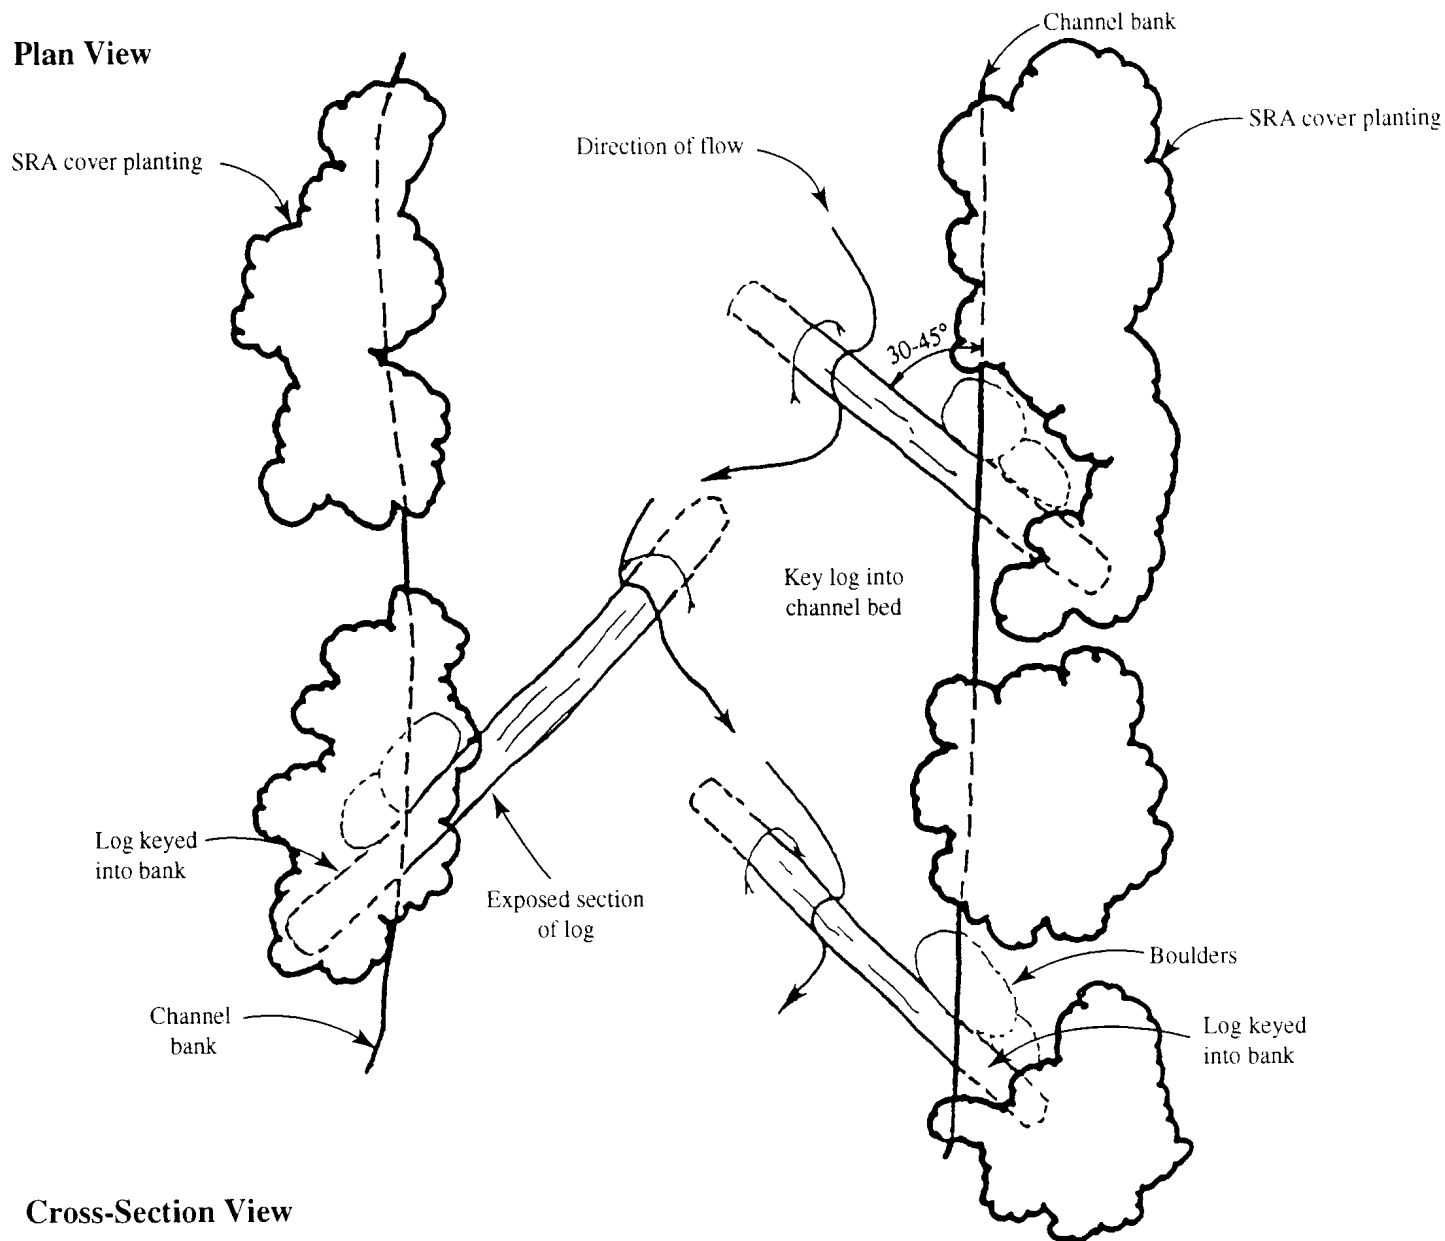 Plan View
Channel bank
SRA cover planting
Direction of flow
SRA cover planting
30-45°
Key log into
channel bed
Log keyed
into bank
Exposed section
of log
Boulders
Channel
bank
Log keyed
into bank
Cross-Section View